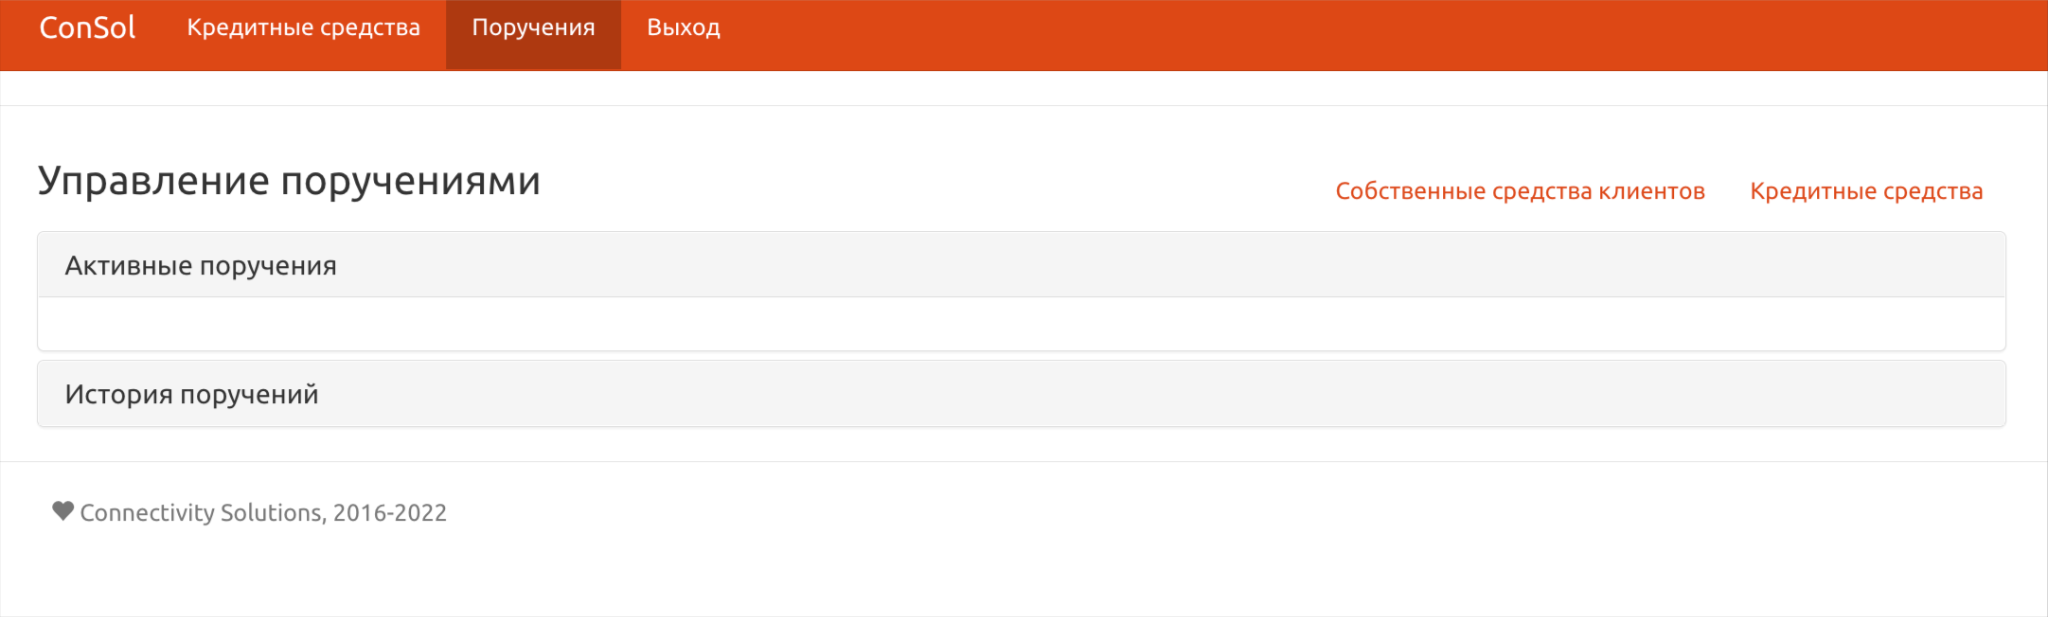 ConSol Кредитные средства Поручения Выход
Управление поручениями
Собственные средства клиентов Кредитные средства
Активные поручения
История поручений
Connectivity Solutions, 2016-2022